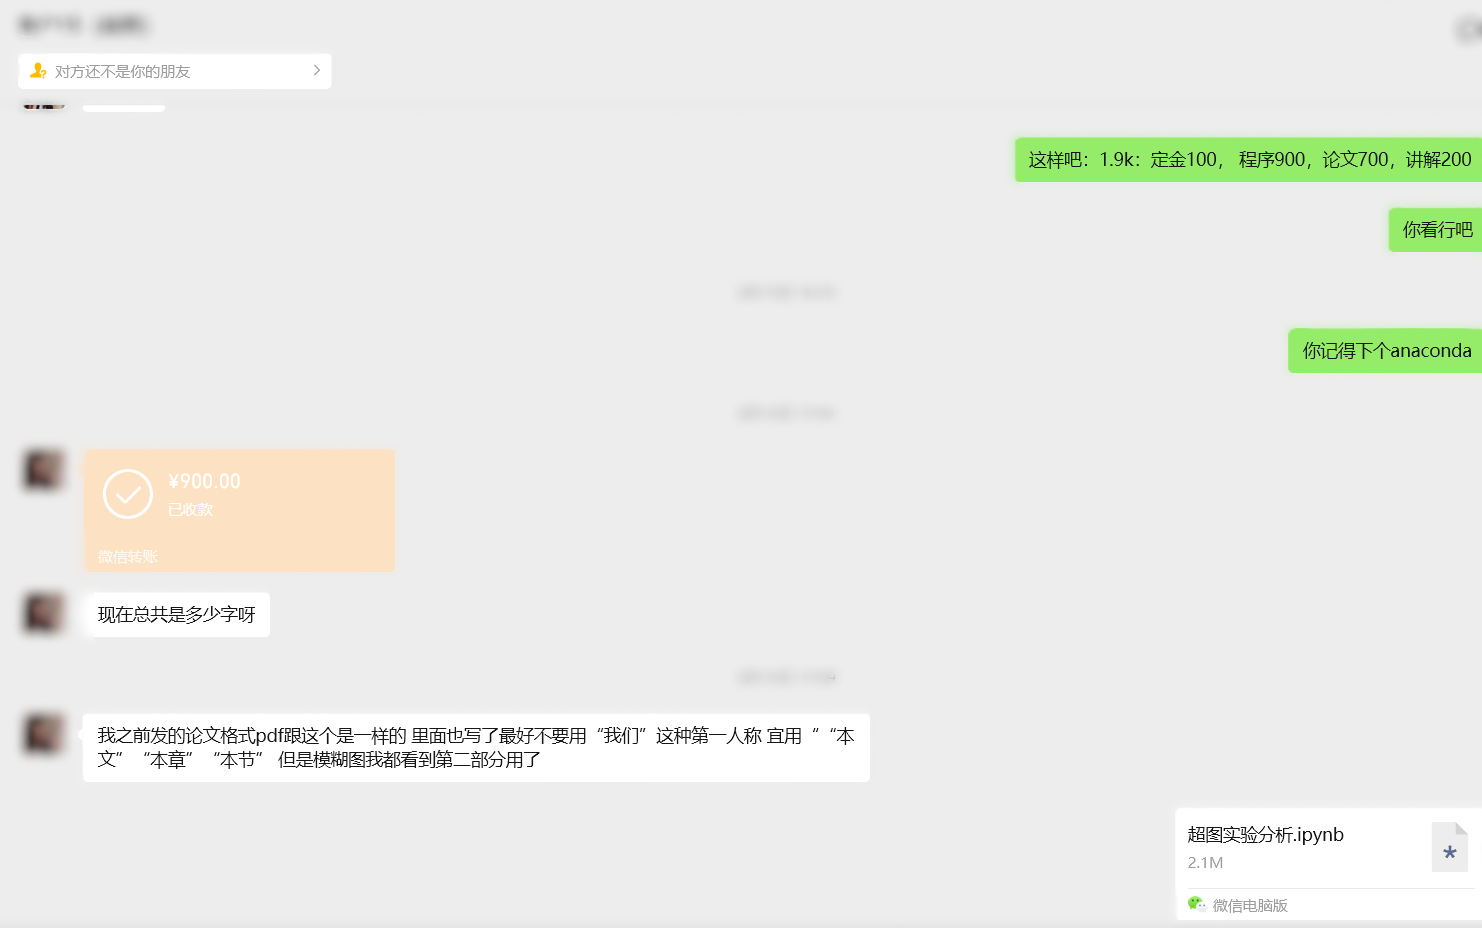 对方还不是你的朋友
这样吧：1.9k：定金100， 程序900，论文700，讲解200
你看行吧
你记得下个anaconda
¥900.00
已收款
微信转账
现在总共是多少字呀
我之前发的论文格式pdf跟这个是一样的 里面也写了最好不要用“我们”这种第一人称 宜用“ “本
文” “本章” “本节” 但是模糊图我都看到第二部分用了
超图实验分析.ipynb
2.1M
微信电脑版